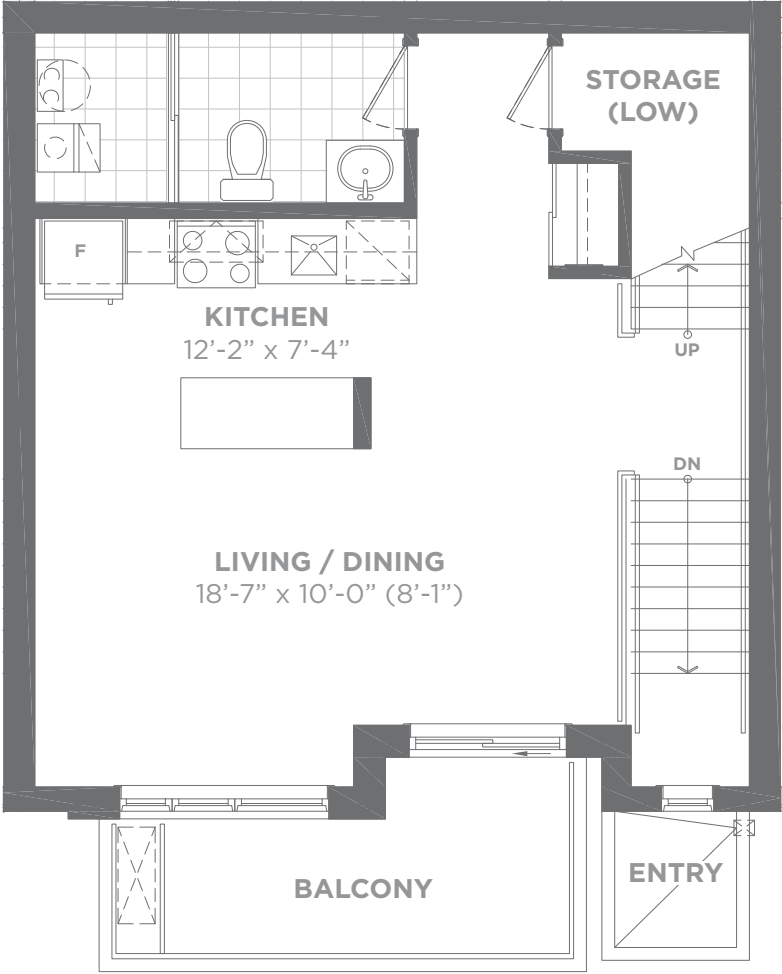 STORAGE
(LOW)
F
KITCHEN
12’-2” x 7’-4”
UP
DN
LIVING / DINING
18’-7” x 10’-0” (8’-1”)
ENTRY
BALCONY